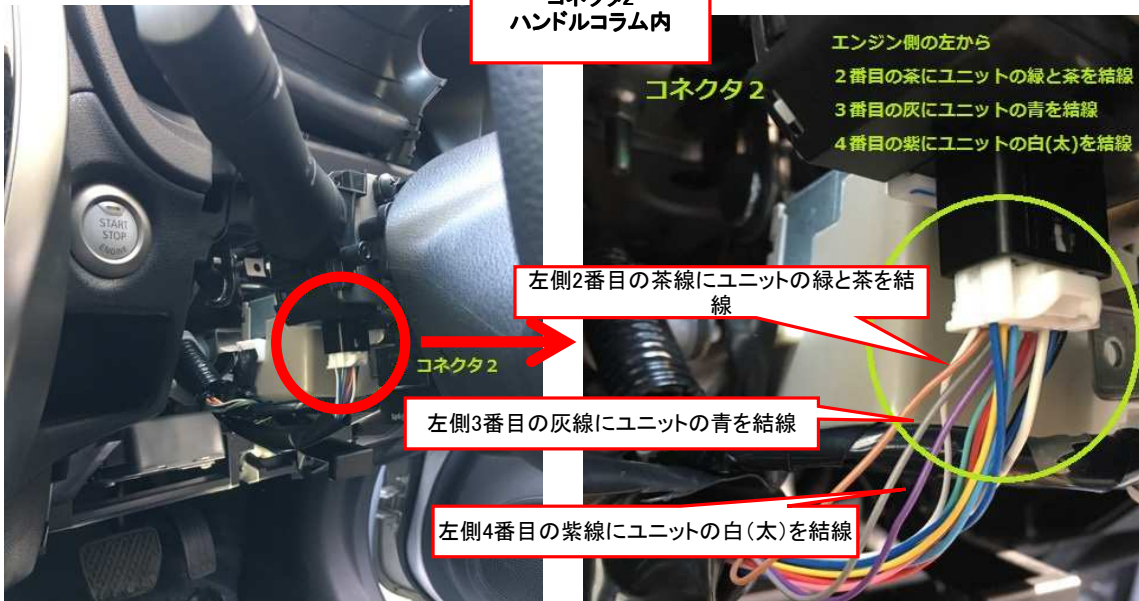 コネクタ2
ハンドルコラム内
コネクタ２
エンジン側の左から
２番目の茶にユニットの緑と茶を結線
３番目の灰にユニットの青を結線
４番目の紫にユニットの白(太)を結線
START
STOP
ENGINE
左側2番目の茶線にユニットの緑と茶を結
線
コネクタ２
左側3番目の灰線にユニットの青を結線
左側4番目の紫線にユニットの白(太)を結線